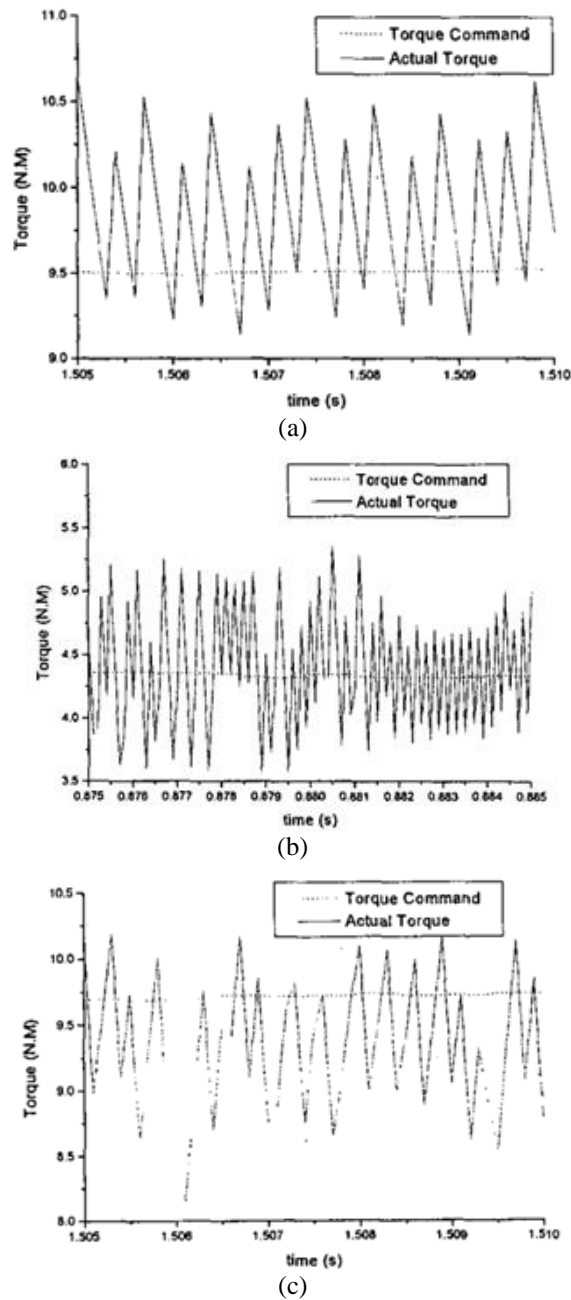 11.0
Torque Command
Actual Torque
10.5
10.0
9.5
9.0
Torque (N.M)
1.505 1.506 1.507 1.508 1.509 1.510
time (s)
(a)
6.0
Torque Command
Actual Torque
5.5
5.0
4.5
4.0
3.5
Torque (N.M)
0.875 0.876 0.877 0.878 0.879 0.880 0.881 0.882 0.883 0.884 0.885
time (s)
(b)
10.5
Torque Command
Actual Torque
10.0
9.5
9.0
8.5
8.0
Torque (N.M)
1.505 1.506 1.507 1.508 1.509 1.510
time (s)
(c)